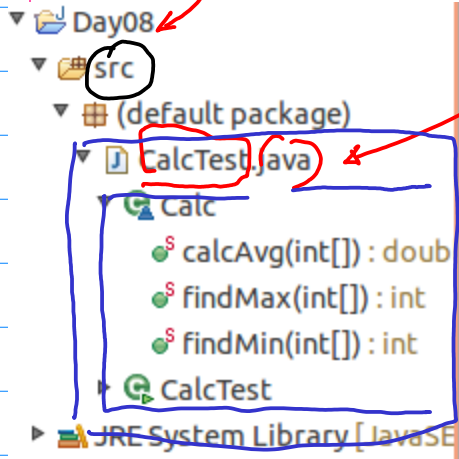 Day08
src
(default package)
CalcTest.java
Calc
calcAvg(int[]) : doub
findMax(int[]) : int
findMin(int[]) : int
CalcTest
JRE System Library [JavaSE